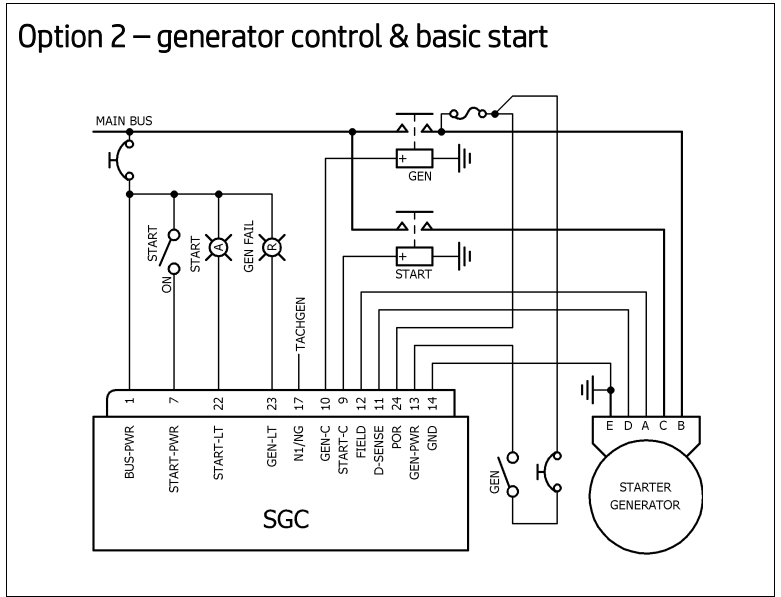 Option 2 – generator control & basic start
MAIN BUS
+
GEN
START
ON
START
A
GEN FAIL
R
+
START
TACHGEN
1 7 22 23 17 10 9 12 11 24 13 14
BUS-PWR
START-PWR
START-LT
GEN-LT
N1/NG
GEN-C
START-C
FIELD
D-SENSE
POR
GEN-PWR
GND
SGC
GEN
E D A C B
STARTER
GENERATOR